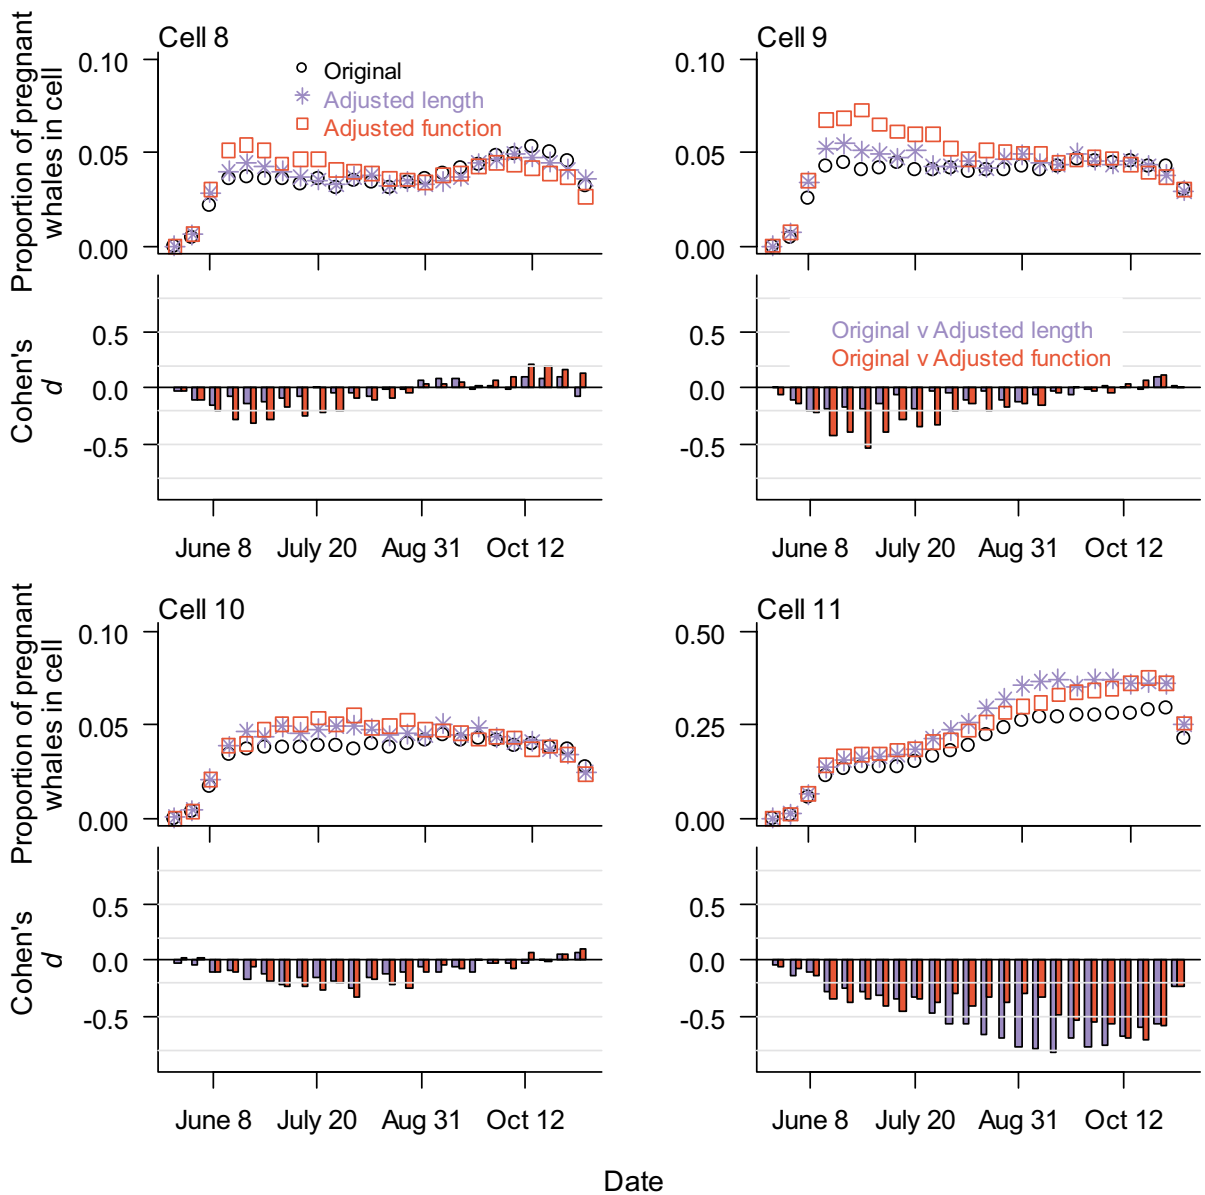 Cell 8
Proportion of pregnant
whales in cell
0.10
0.05
0.00
Original
Adjusted length
Adjusted function
Cell 9
0.10
0.05
0.00
Cohen's
d
0.5
0.0
-0.5
June 8 July 20 Aug 31 Oct 12
0.5
0.0
-0.5
Original v Adjusted length
Original v Adjusted function
June 8 July 20 Aug 31 Oct 12
Cell 10
Proportion of pregnant
whales in cell
0.10
0.05
0.00
Cell 11
0.50
0.25
0.00
Cohen's
d
0.5
0.0
-0.5
June 8 July 20 Aug 31 Oct 12
0.5
0.0
-0.5
June 8 July 20 Aug 31 Oct 12
Date